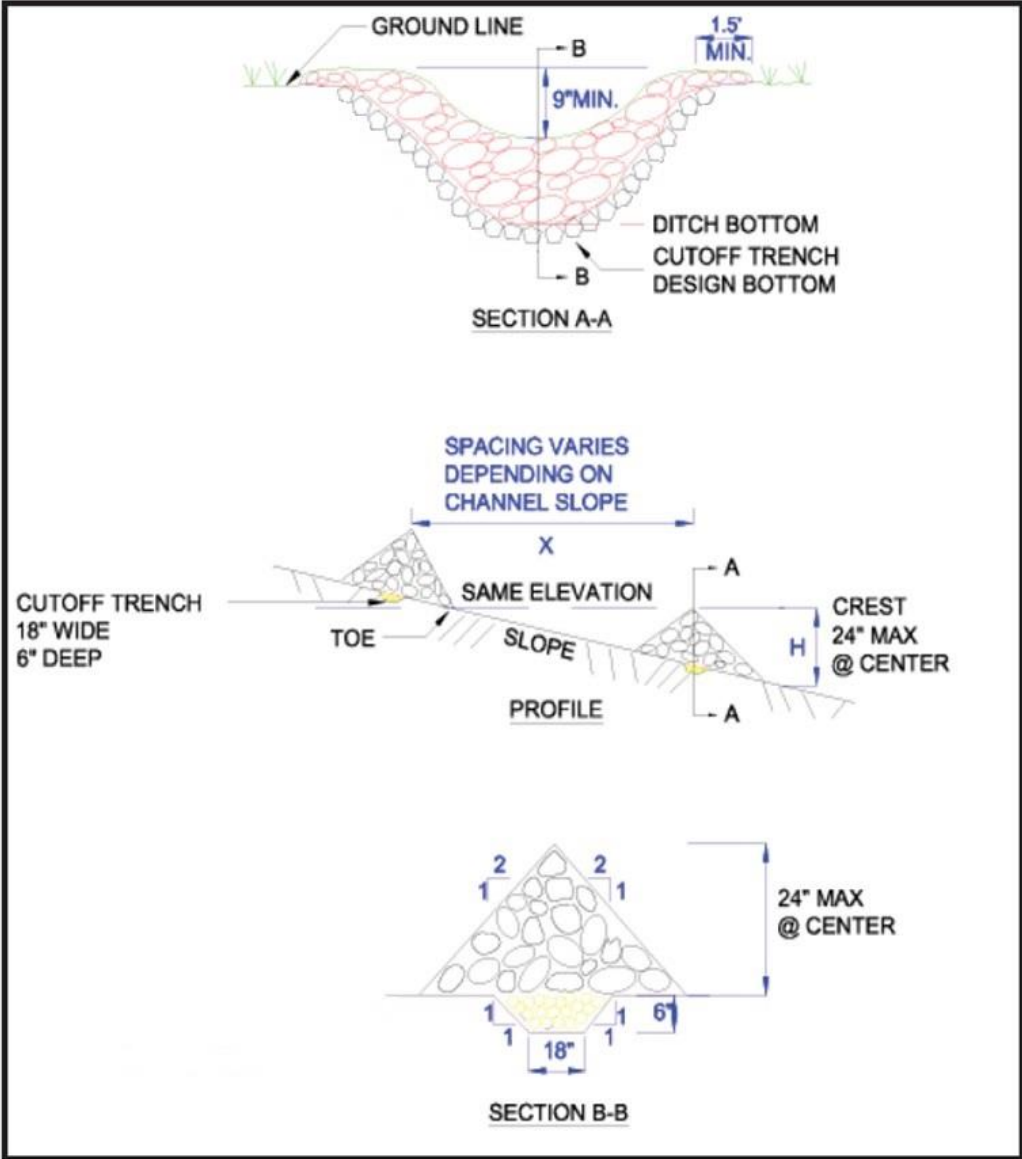 GROUND LINE
1.5'
MIN.
B
9"MIN.
DITCH BOTTOM
CUTOFF TRENCH
DESIGN BOTTOM
B
SECTION A-A
SPACING VARIES
DEPENDING ON
CHANNEL SLOPE
X
A
SAME ELEVATION
CUTOFF TRENCH
18" WIDE
6" DEEP
TOE
SLOPE
H
CREST
24" MAX
@ CENTER
PROFILE
A
2
1
2
1
24" MAX
@ CENTER
1
1
1
1
6"
18"
SECTION B-B